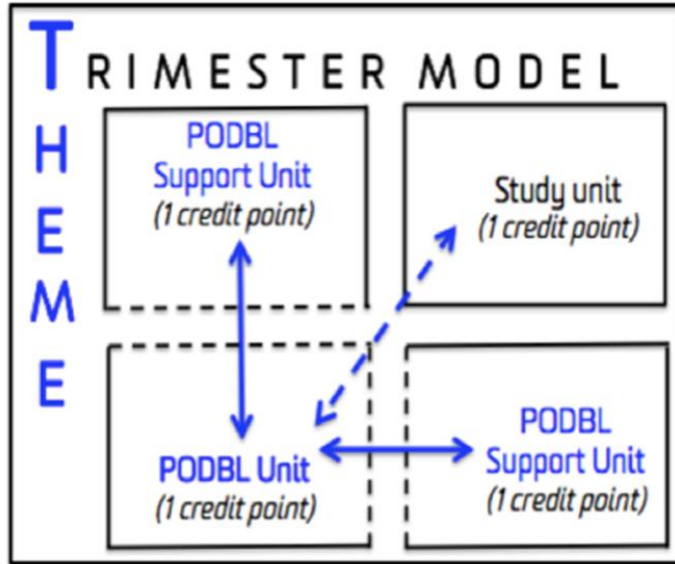 TRIMESTER MODEL
THEME
PODBL
Support Unit
(1 credit point)
Study unit
(1 credit point)
PODBL Unit
(1 credit point)
PODBL
Support Unit
(1 credit point)